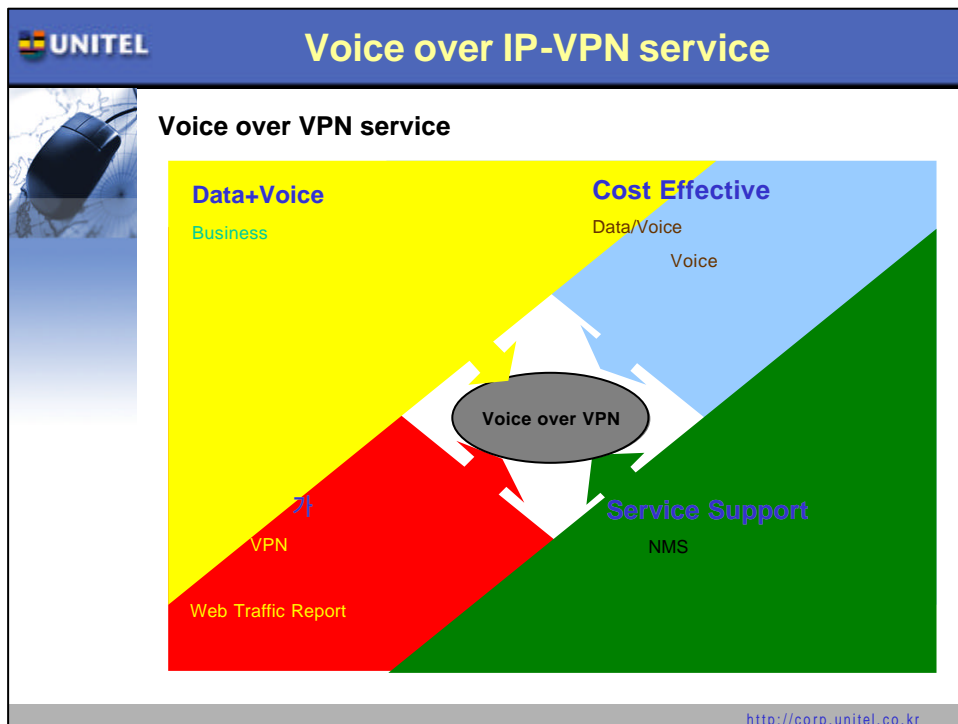 UNITEL
Voice over IP-VPN service
Voice over VPN service
Data+Voice
Business
Cost Effective
Data/Voice
Voice
Voice over VPN
가
VPN
Web Traffic Report
Service Support
NMS
http://corp.unitel.co.kr